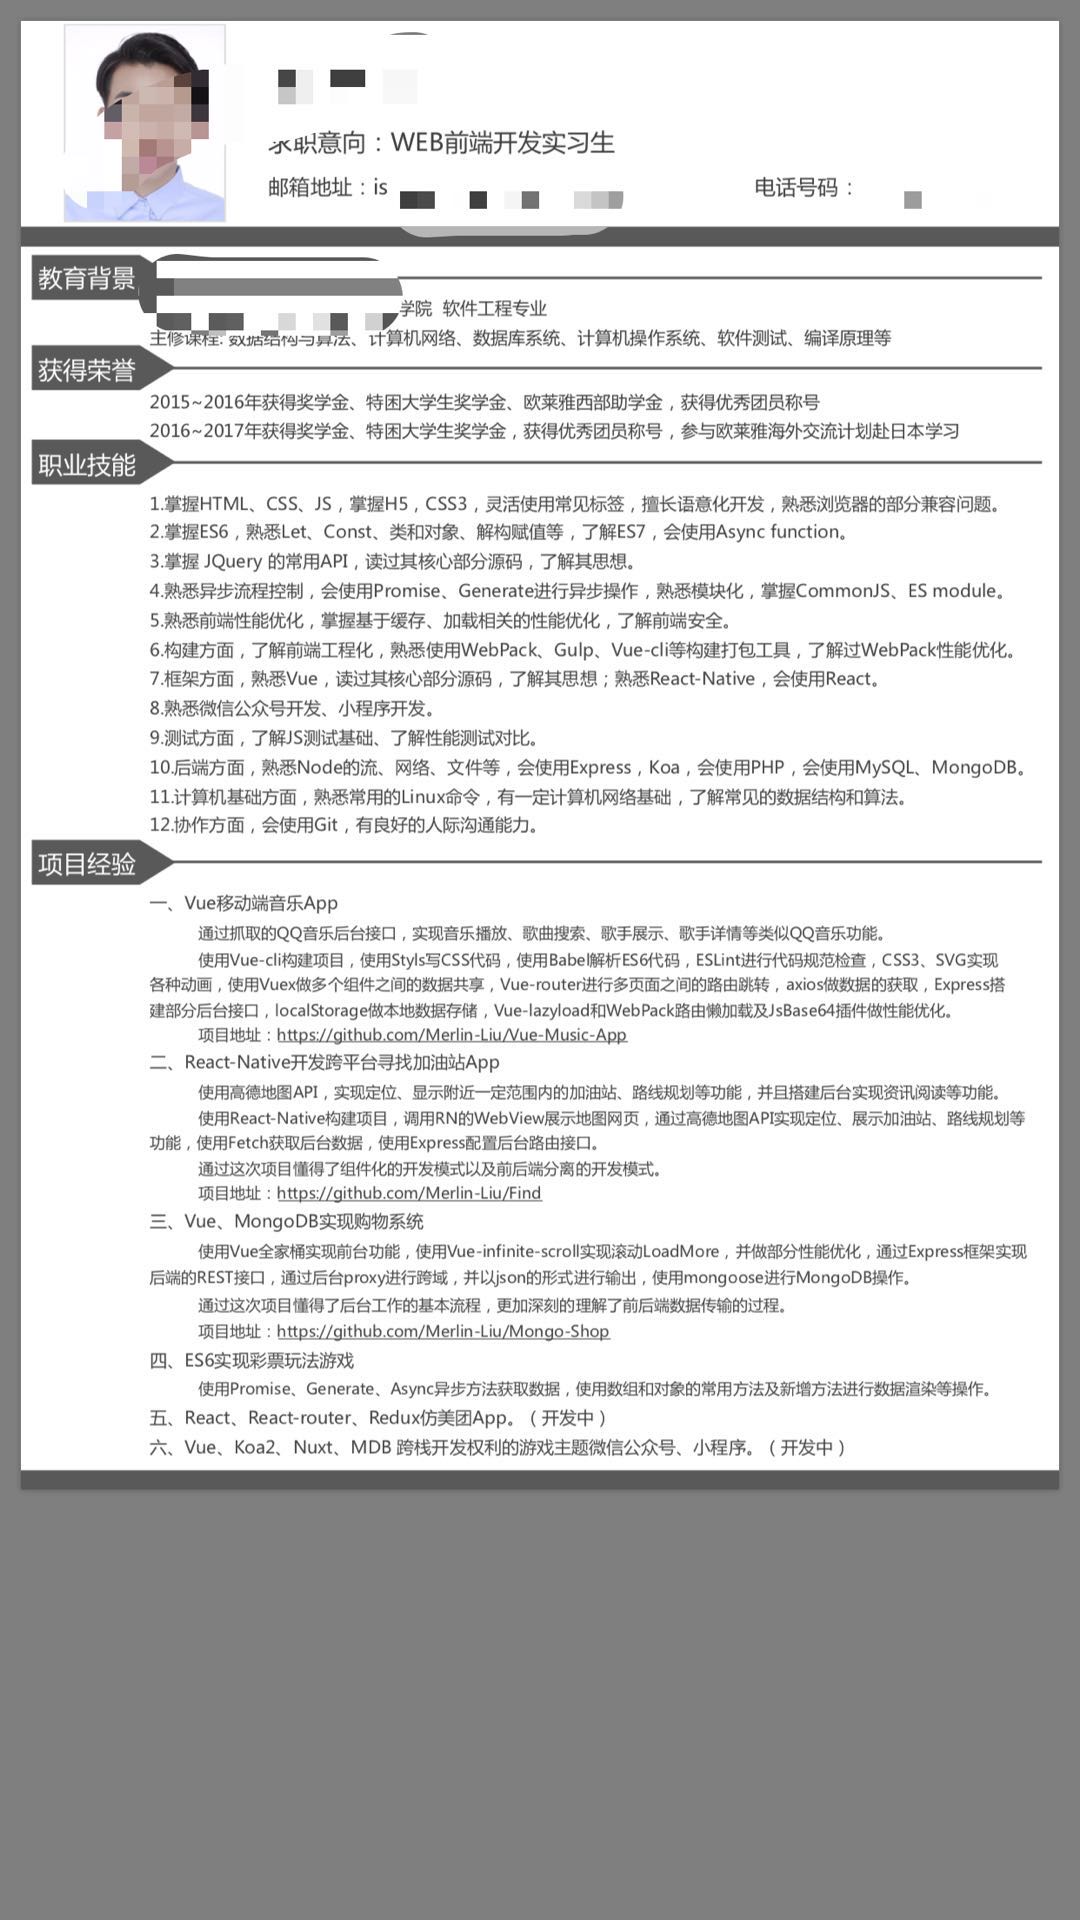 求职意向：WEB前端开发实习生
邮箱地址：is
电话号码：
教育背景
学院 软件工程专业
主修课程: 数据结构与算法、计算机网络、数据库系统、计算机操作系统、软件测试、编译原理等
获得荣誉
2015~2016年获得奖学金、特困大学生奖学金、欧莱雅西部助学金，获得优秀团员称号
2016~2017年获得奖学金、特困大学生奖学金，获得优秀团员称号，参与欧莱雅海外交流计划赴日本学习
职业技能
1.掌握HTML、CSS、JS，掌握H5，CSS3，灵活使用常见标签，擅长语意化开发，熟悉浏览器的部分兼容问题。
2.掌握ES6，熟悉Let、Const、类和对象、解构赋值等，了解ES7，会使用Async function。
3.掌握 JQuery 的常用API，读过其核心部分源码，了解其思想。
4.熟悉异步流程控制，会使用Promise、Generate进行异步操作，熟悉模块化，掌握CommonJS、ES module。
5.熟悉前端性能优化，掌握基于缓存、加载相关的性能优化，了解前端安全。
6.构建方面，了解前端工程化，熟悉使用WebPack、Gulp、Vue-cli等构建打包工具，了解过WebPack性能优化。
7.框架方面，熟悉Vue，读过其核心部分源码，了解其思想；熟悉React-Native，会使用React。
8.熟悉微信公众号开发、小程序开发。
9.测试方面，了解JS测试基础、了解性能测试对比。
10.后端方面，熟悉Node的流、网络、文件等，会使用Express，Koa，会使用PHP，会使用MySQL、MongoDB。
11.计算机基础方面，熟悉常用的Linux命令，有一定计算机网络基础，了解常见的数据结构和算法。
12.协作方面，会使用Git，有良好的人际沟通能力。
项目经验
一、Vue移动端音乐App
通过抓取的QQ音乐后台接口，实现音乐播放、歌曲搜索、歌手展示、歌手详情等类似QQ音乐功能。
使用Vue-cli构建项目，使用Styls写CSS代码，使用Babel解析ES6代码，ESLint进行代码规范检查，CSS3、SVG实现
各种动画，使用Vuex做多个组件之间的数据共享，Vue-router进行多页面之间的路由跳转，axios做数据的获取，Express搭
建部分后台接口，localStorage做本地数据存储，Vue-lazyload和WebPack路由懒加载及JsBase64插件做性能优化。
项目地址：https://github.com/Merlin-Liu/Vue-Music-App
二、React-Native开发跨平台寻找加油站App
使用高德地图API，实现定位、显示附近一定范围内的加油站、路线规划等功能，并且搭建后台实现资讯阅读等功能。
使用React-Native构建项目，调用RN的WebView展示地图网页，通过高德地图API实现定位、展示加油站、路线规划等
功能，使用Fetch获取后台数据，使用Express配置后台路由接口。
通过这次项目懂得了组件化的开发模式以及前后端分离的开发模式。
项目地址：https://github.com/Merlin-Liu/Find
三、Vue、MongoDB实现购物系统
使用Vue全家桶实现前台功能，使用Vue-infinite-scroll实现滚动LoadMore，并做部分性能优化，通过Express框架实现
后端的REST接口，通过后台proxy进行跨域，并以json的形式进行输出，使用mongoose进行MongoDB操作。
通过这次项目懂得了后台工作的基本流程，更加深刻的理解了前后端数据传输的过程。
项目地址：https://github.com/Merlin-Liu/Mongo-Shop
四、ES6实现彩票玩法游戏
使用Promise、Generate、Async异步方法获取数据，使用数组和对象的常用方法及新增方法进行数据渲染等操作。
五、React、React-router、Redux仿美团App。（开发中）
六、Vue、Koa2、Nuxt、MDB 跨栈开发权利的游戏主题微信公众号、小程序。（开发中）